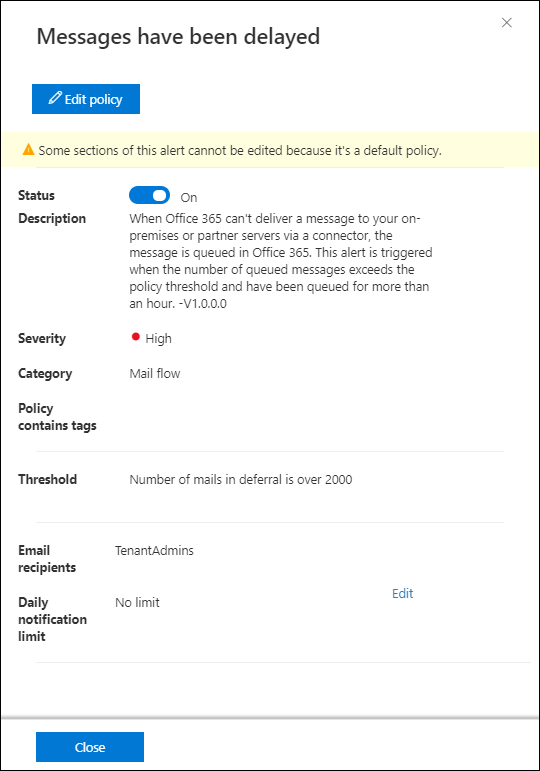 Messages have been delayed
Edit policy
Some sections of this alert cannot be edited because it's a default policy.
Status On
Description When Office 365 can't deliver a message to your on-
premises or partner servers via a connector, the
message is queued in Office 365. This alert is triggered
when the number of queued messages exceeds the
policy threshold and have been queued for more than
an hour. -V1.0.0.0
Severity High
Category Mail flow
Policy
contains tags
Threshold Number of mails in deferral is over 2000
Email TenantAdmins
recipients
Edit
Daily No limit
notification
limit
Close